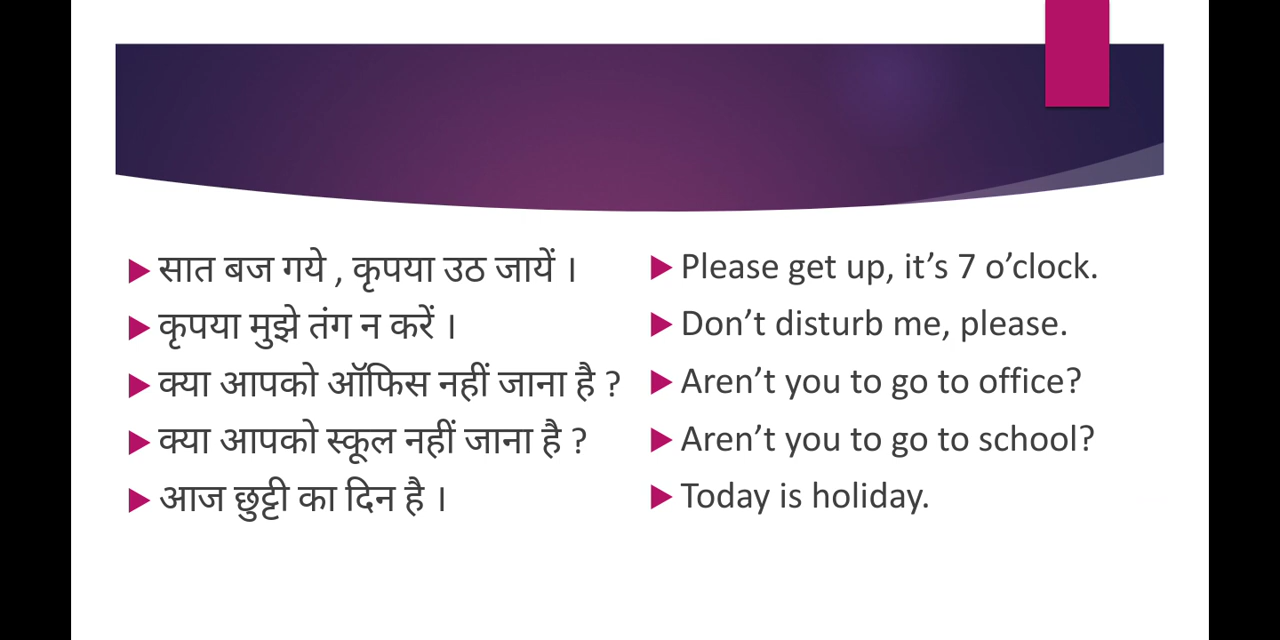 सात बज गये , कृपया उठ जायें ।
कृपया मुझे तंग न करें ।
क्या आपको ऑफिस नहीं जाना है ?
क्या आपको स्कूल नहीं जाना है ?
आज छुट्टी का दिन है ।
Please get up, it’s 7 o’clock.
Don’t disturb me, please.
Aren’t you to go to office?
Aren’t you to go to school?
Today is holiday.